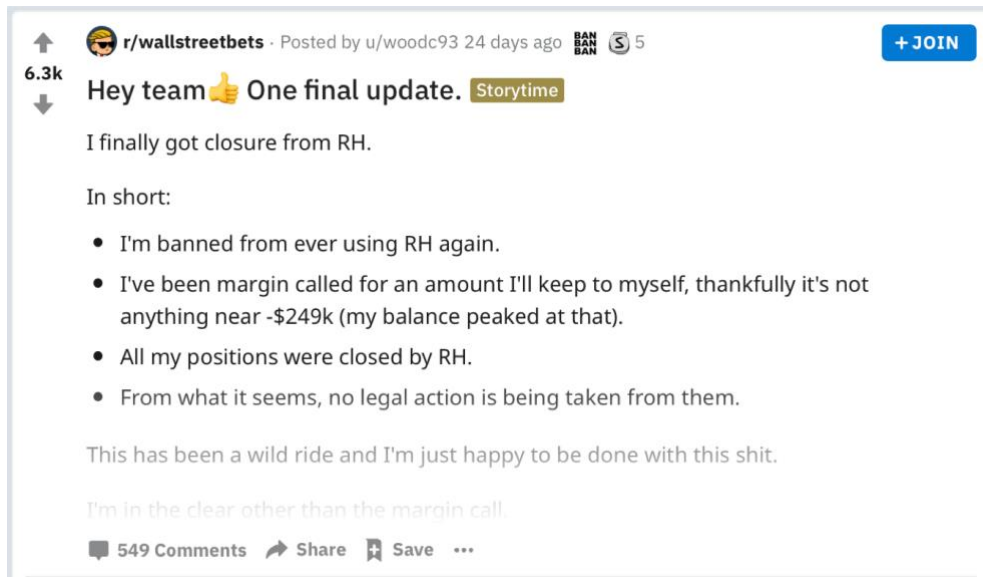 r/wallstreetbets · Posted by u/woodc93 24 days ago BAN BAN BAN S 5
+ JOIN
6.3k
Hey team👍 One final update. Storytime
I finally got closure from RH.
In short:
• I'm banned from ever using RH again.
• I've been margin called for an amount I'll keep to myself, thankfully it's not
anything near -$249k (my balance peaked at that).
• All my positions were closed by RH.
• From what it seems, no legal action is being taken from them.
This has been a wild ride and I'm just happy to be done with this shit.
I'm in the clear other than the margin call.
549 Comments Share Save ...